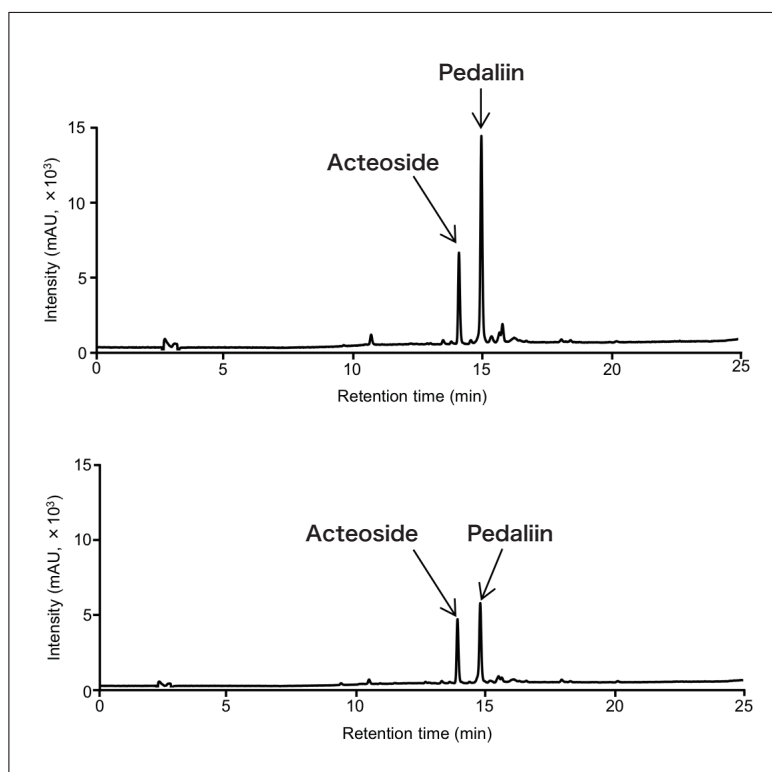 Pedaliin
Acteoside
15
10
5
0
Intensity (mAU, ×10³)
0 5 10 15 20 25
Retention time (min)
Acteoside Pedaliin
15
10
5
0
Intensity (mAU, ×10³)
0 5 10 15 20 25
Retention time (min)